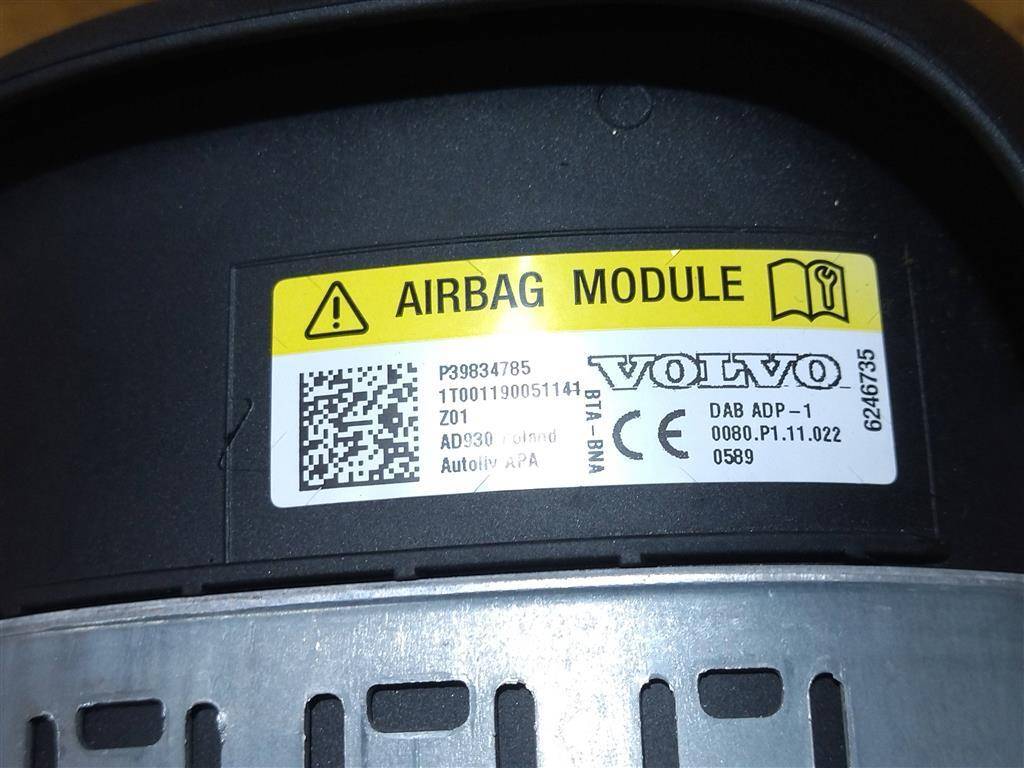 AIRBAG MODULE
P39834785
1T001190051141
Z01
AD930 Poland
Autoliv APA
BTA-BNA
VOLVO
CE
DAB ADP-1
0080.P1.11.022
0589
6246735